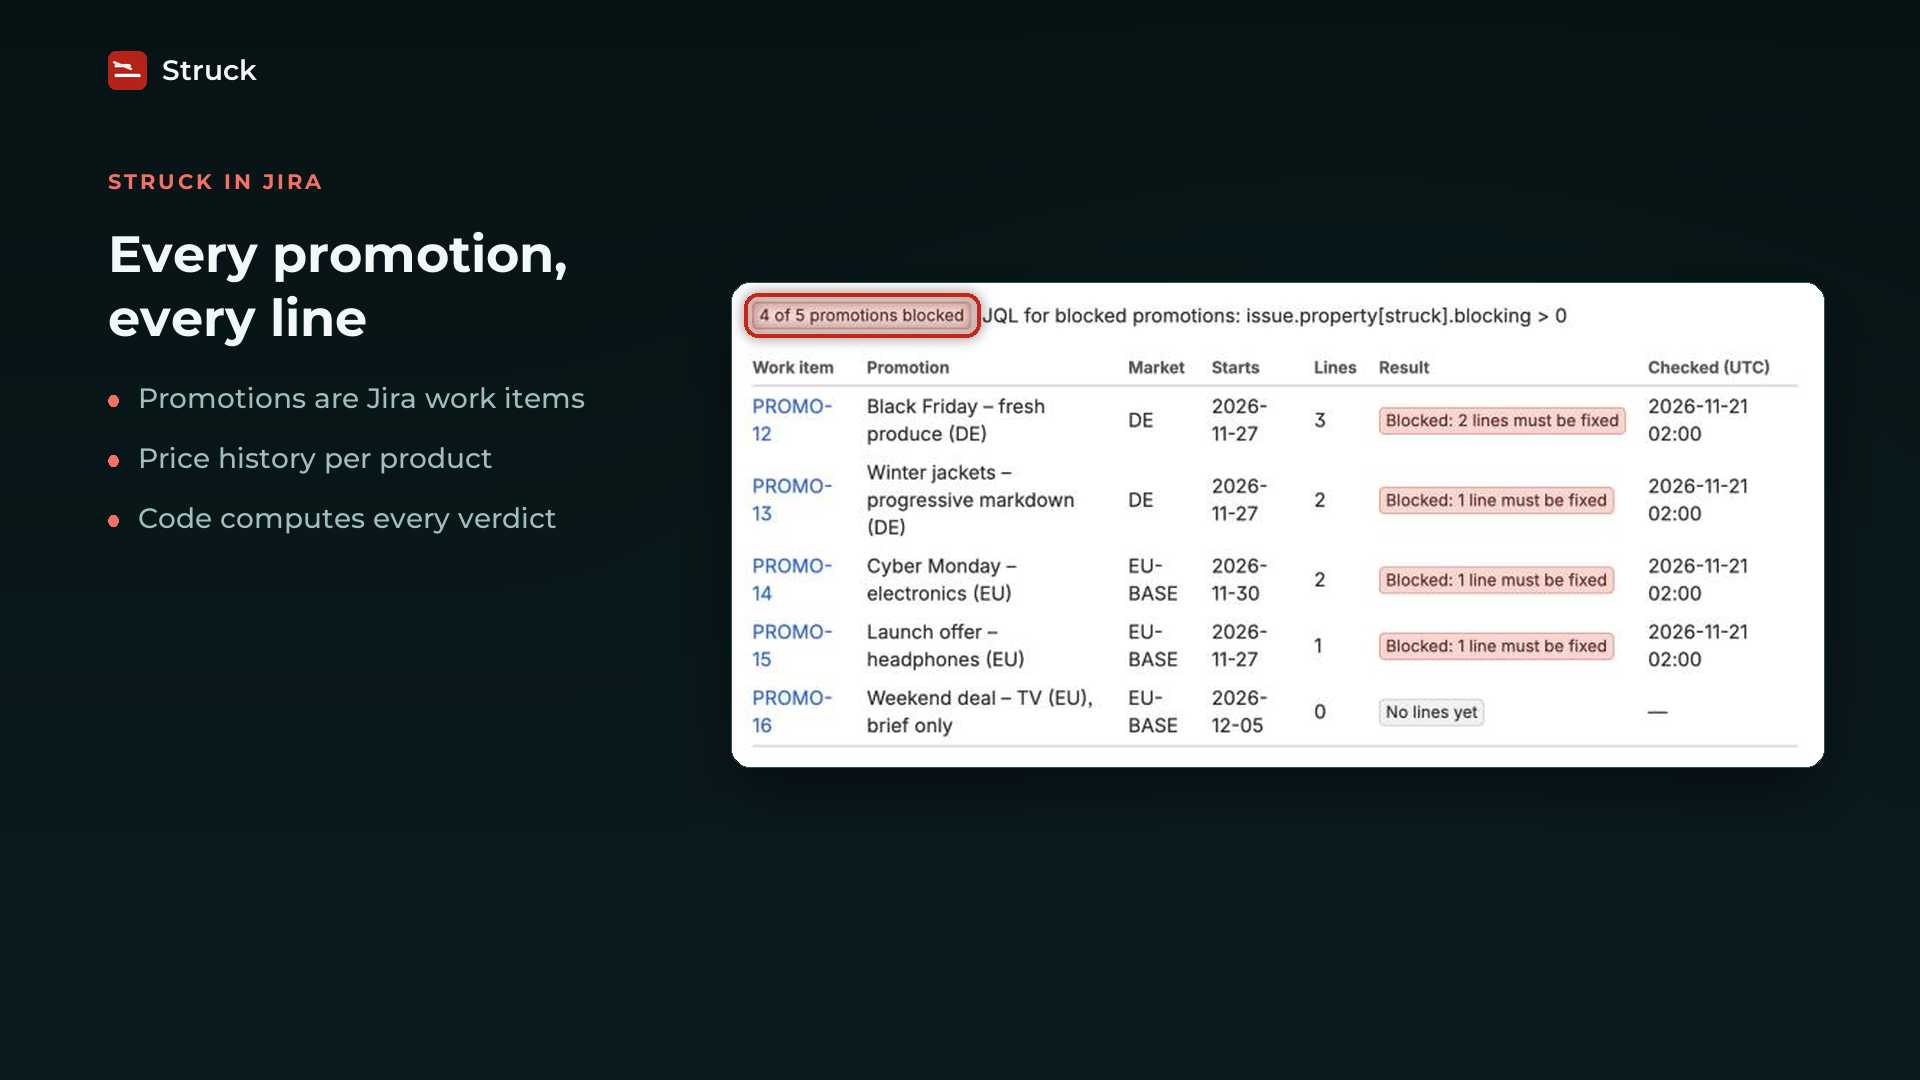 Struck
STRUCK IN JIRA
Every promotion,
every line
Promotions are Jira work items
Price history per product
Code computes every verdict
4 of 5 promotions blocked JQL for blocked promotions: issue.property[struck].blocking > 0
Work item Promotion Market Starts Lines Result Checked (UTC)
PROMO-
12
Black Friday – fresh
produce (DE)
DE
2026-
11-27
3
Blocked: 2 lines must be fixed
2026-11-21
02:00
PROMO-
13
Winter jackets –
progressive markdown
(DE)
DE
2026-
11-27
2
Blocked: 1 line must be fixed
2026-11-21
02:00
PROMO-
14
Cyber Monday –
electronics (EU)
EU-
BASE
2026-
11-30
2
Blocked: 1 line must be fixed
2026-11-21
02:00
PROMO-
15
Launch offer –
headphones (EU)
EU-
BASE
2026-
11-27
1
Blocked: 1 line must be fixed
2026-11-21
02:00
PROMO-
16
Weekend deal – TV (EU),
brief only
EU-
BASE
2026-
12-05
0
No lines yet
—